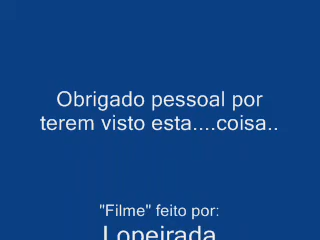 Obrigado pessoal por
terem visto esta....coisa..
"Filme" feito por:
Lopeirada